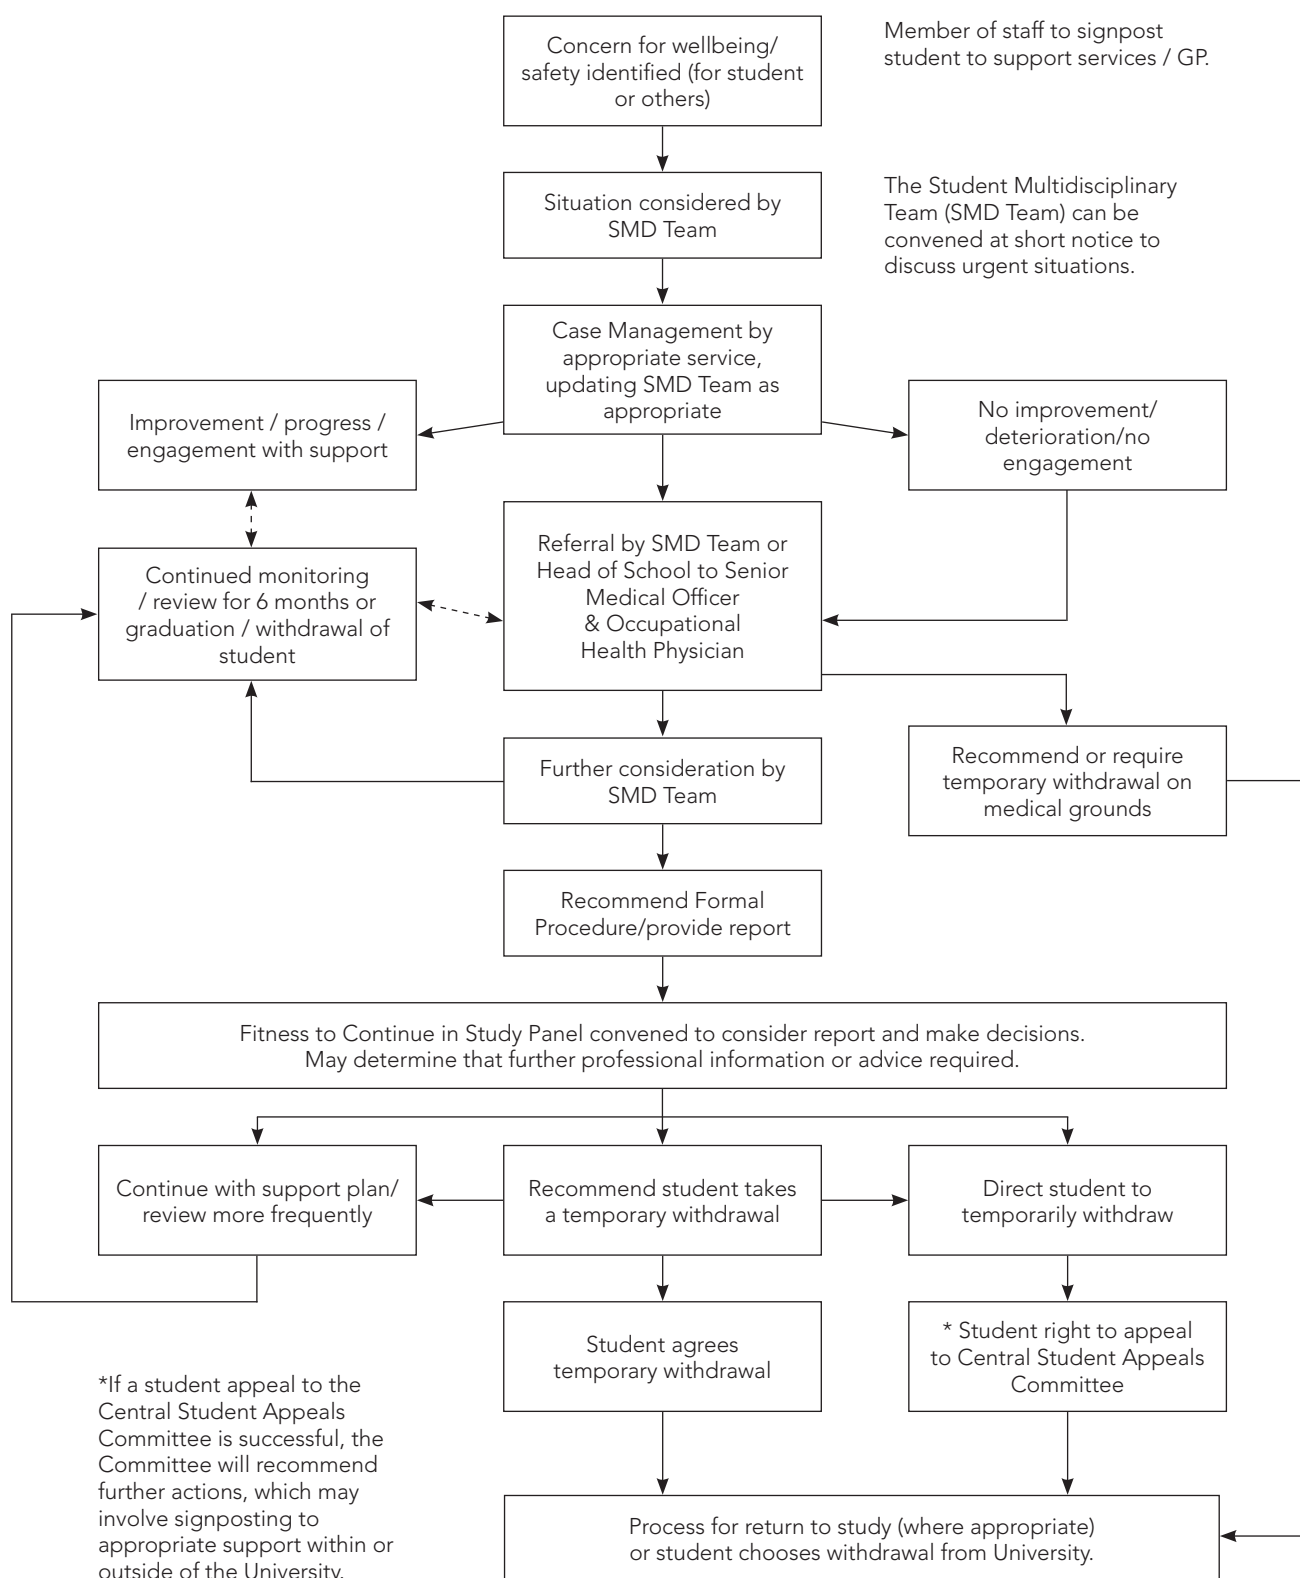 Concern for wellbeing/
safety identified (for student
or others)
Member of staff to signpost
student to support services / GP.
Situation considered by
SMD Team
The Student Multidisciplinary
Team (SMD Team) can be
convened at short notice to
discuss urgent situations.
Case Management by
appropriate service,
updating SMD Team as
appropriate
Improvement / progress /
engagement with support
No improvement/
deterioration/no
engagement
Continued monitoring
/ review for 6 months or
graduation / withdrawal of
student
Referral by SMD Team or
Head of School to Senior
Medical Officer
& Occupational
Health Physician
Further consideration by
SMD Team
Recommend or require
temporary withdrawal on
medical grounds
Recommend Formal
Procedure/provide report
Fitness to Continue in Study Panel convened to consider report and make decisions.
May determine that further professional information or advice required.
Continue with support plan/
review more frequently
Recommend student takes
a temporary withdrawal
Direct student to
temporarily withdraw
Student agrees
temporary withdrawal
* Student right to appeal
to Central Student Appeals
Committee
*If a student appeal to the
Central Student Appeals
Committee is successful, the
Committee will recommend
further actions, which may
involve signposting to
appropriate support within or
outside of the University.
Process for return to study (where appropriate)
or student chooses withdrawal from University.